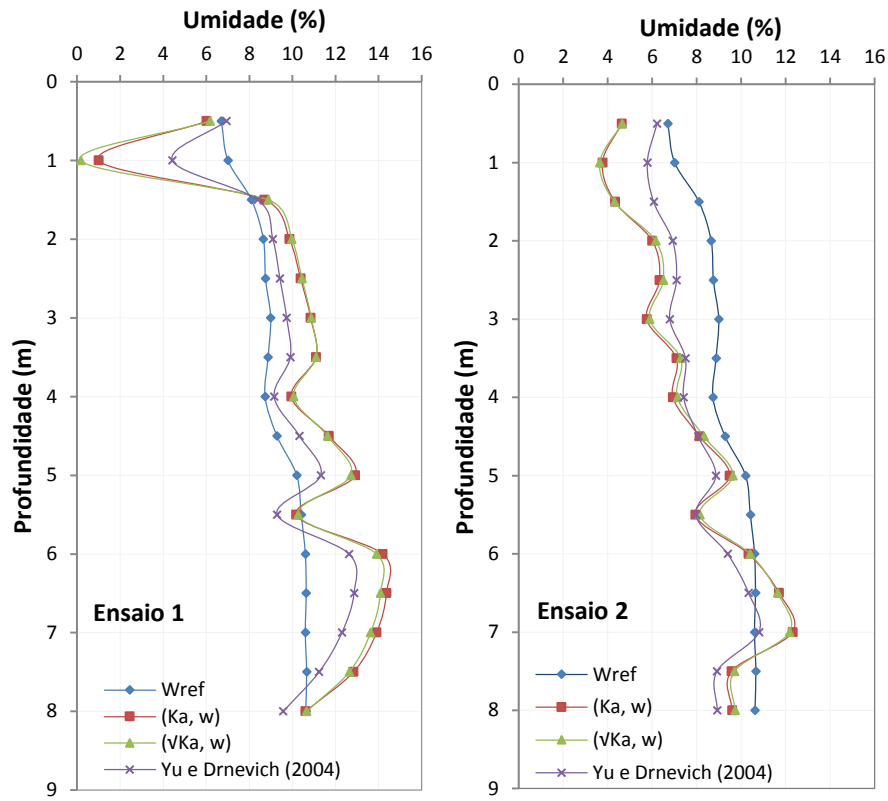 Umidade (%)
0 2 4 6 8 10 12 14 16
0
1
2
3
4
5
6
7
8
9
Profundidade (m)
Ensaio 1
Wref
(Ka, w)
(√Ka, w)
Yu e Drnevich (2004)
Umidade (%)
0 2 4 6 8 10 12 14 16
0
1
2
3
4
5
6
7
8
9
Profundidade (m)
Ensaio 2
Wref
(Ka, w)
(√Ka, w)
Yu e Drnevich (2004)